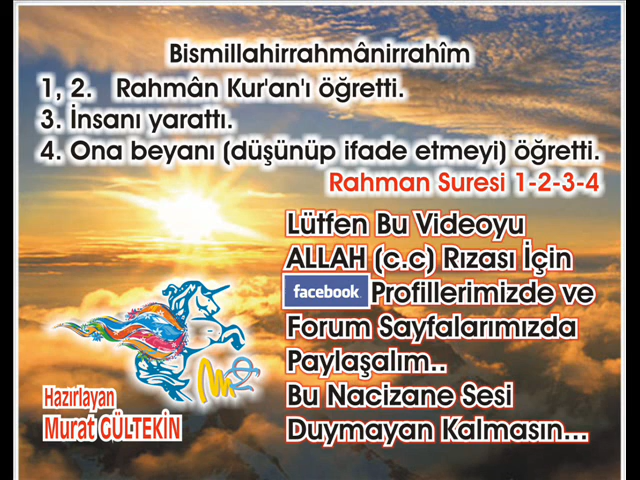 Bismillahirrahmânirrahîm
1, 2. Rahmân Kur'an'ı öğretti.
3. İnsanı yarattı.
4. Ona beyanı (düşünüp ifade etmeyi) öğretti.
Rahman Suresi 1-2-3-4
Lütfen Bu Videoyu
ALLAH (c.c) Rızası İçin
facebook Profillerimizde ve
Forum Sayfalarımızda
Paylaşalım..
Bu Nacizane Sesi
Duymayan Kalmasın...
Hazırlayan
Murat GÜLTEKİN